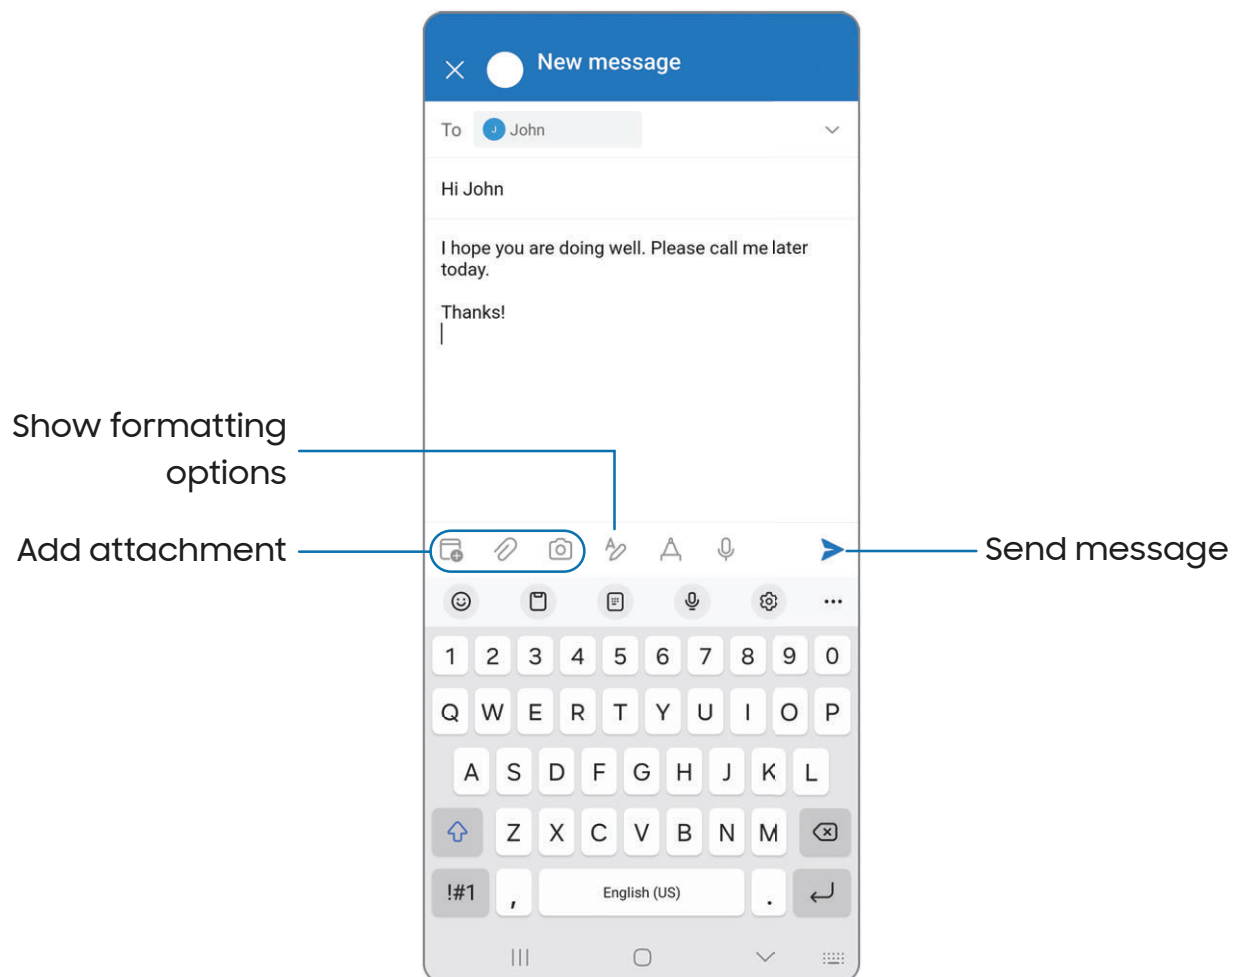 New message
To J John
Hi John
I hope you are doing well. Please call me later
today.
Thanks!
Show formatting
options
Add attachment
Send message
1 2 3 4 5 6 7 8 9 0
Q W E R T Y U I O P
A S D F G H J K L
Z X C V B N M
!#1 , English (US) .